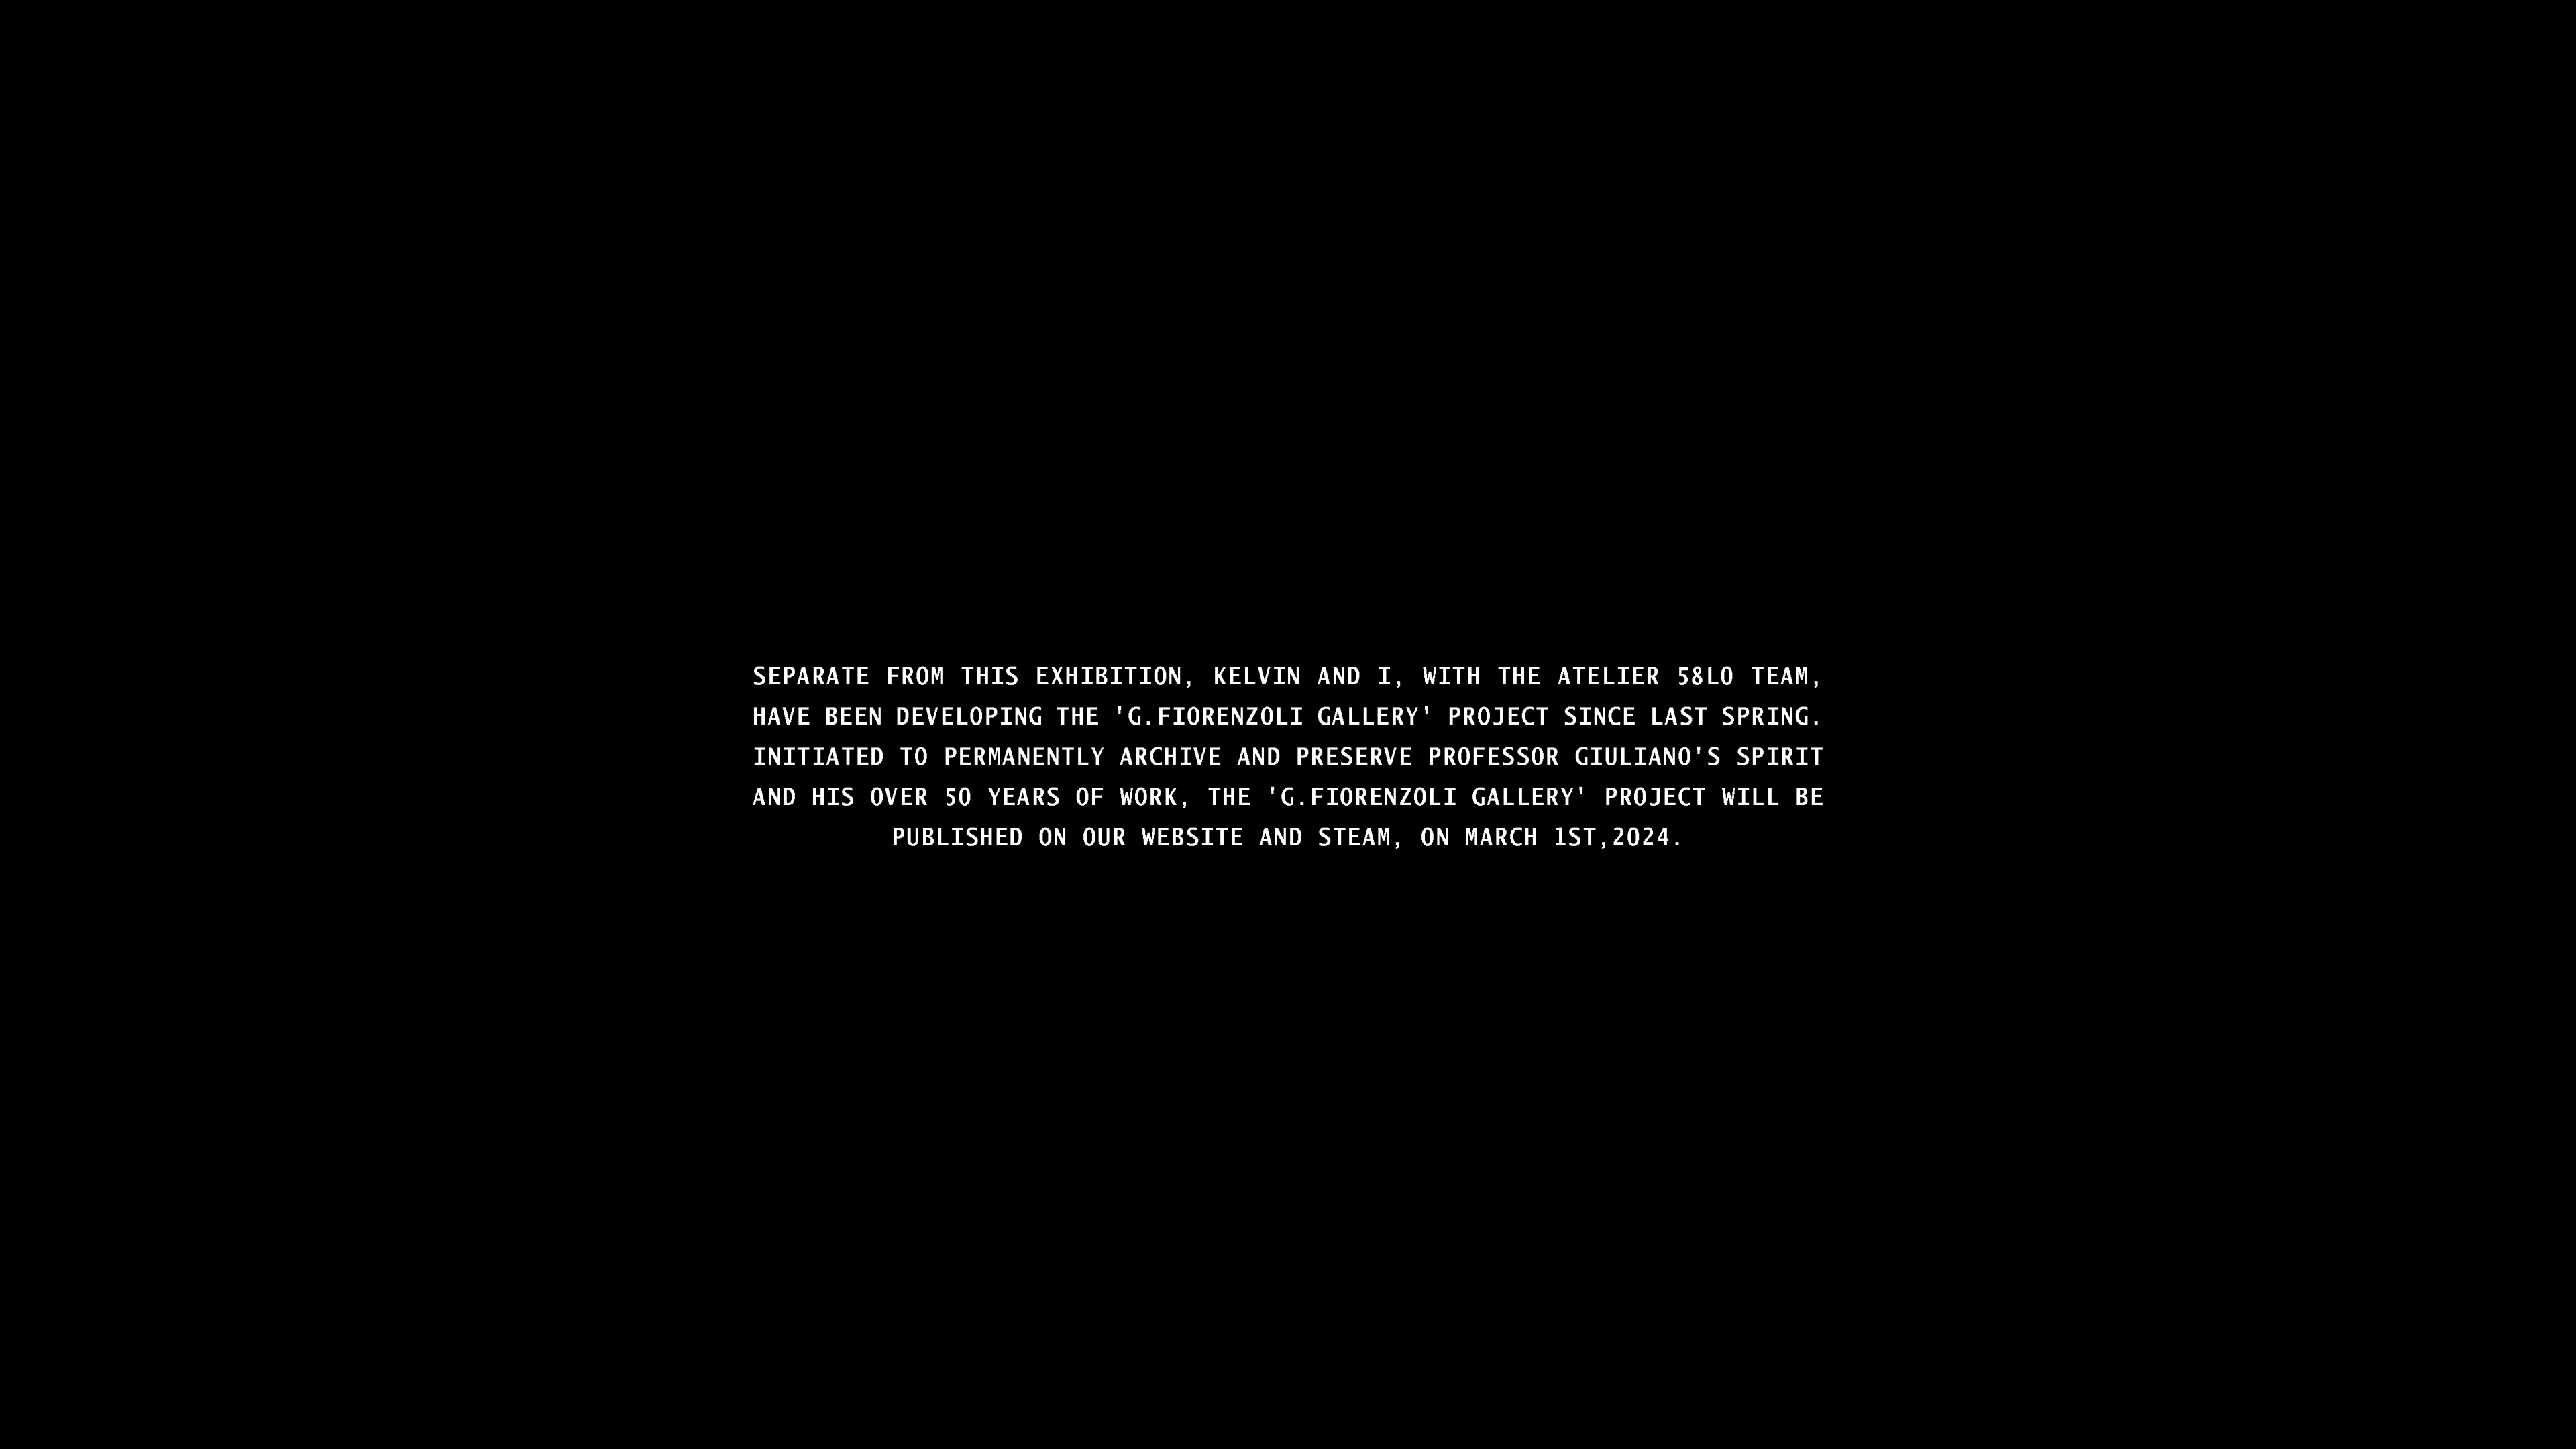 SEPARATE FROM THIS EXHIBITION, KELVIN AND I, WITH THE ATELIER 58LO TEAM,
HAVE BEEN DEVELOPING THE 'G.FIORENZOLI GALLERY' PROJECT SINCE LAST SPRING.
INITIATED TO PERMANENTLY ARCHIVE AND PRESERVE PROFESSOR GIULIANO'S SPIRIT
AND HIS OVER 50 YEARS OF WORK, THE 'G.FIORENZOLI GALLERY' PROJECT WILL BE
PUBLISHED ON OUR WEBSITE AND STEAM, ON MARCH 1ST,2024.